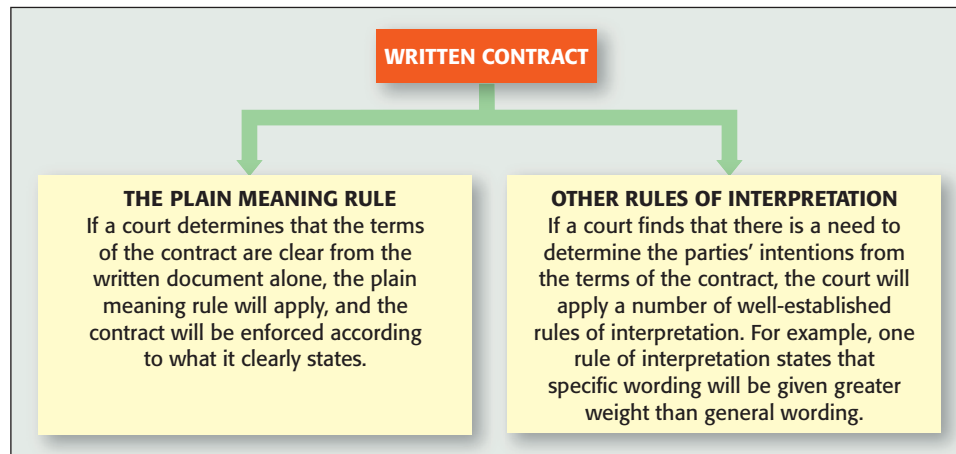 WRITTEN CONTRACT
THE PLAIN MEANING RULE
If a court determines that the terms
of the contract are clear from the
written document alone, the plain
meaning rule will apply, and the
contract will be enforced according
to what it clearly states.
OTHER RULES OF INTERPRETATION
If a court finds that there is a need to
determine the parties’ intentions from
the terms of the contract, the court will
apply a number of well-established
rules of interpretation. For example, one
rule of interpretation states that
specific wording will be given greater
weight than general wording.